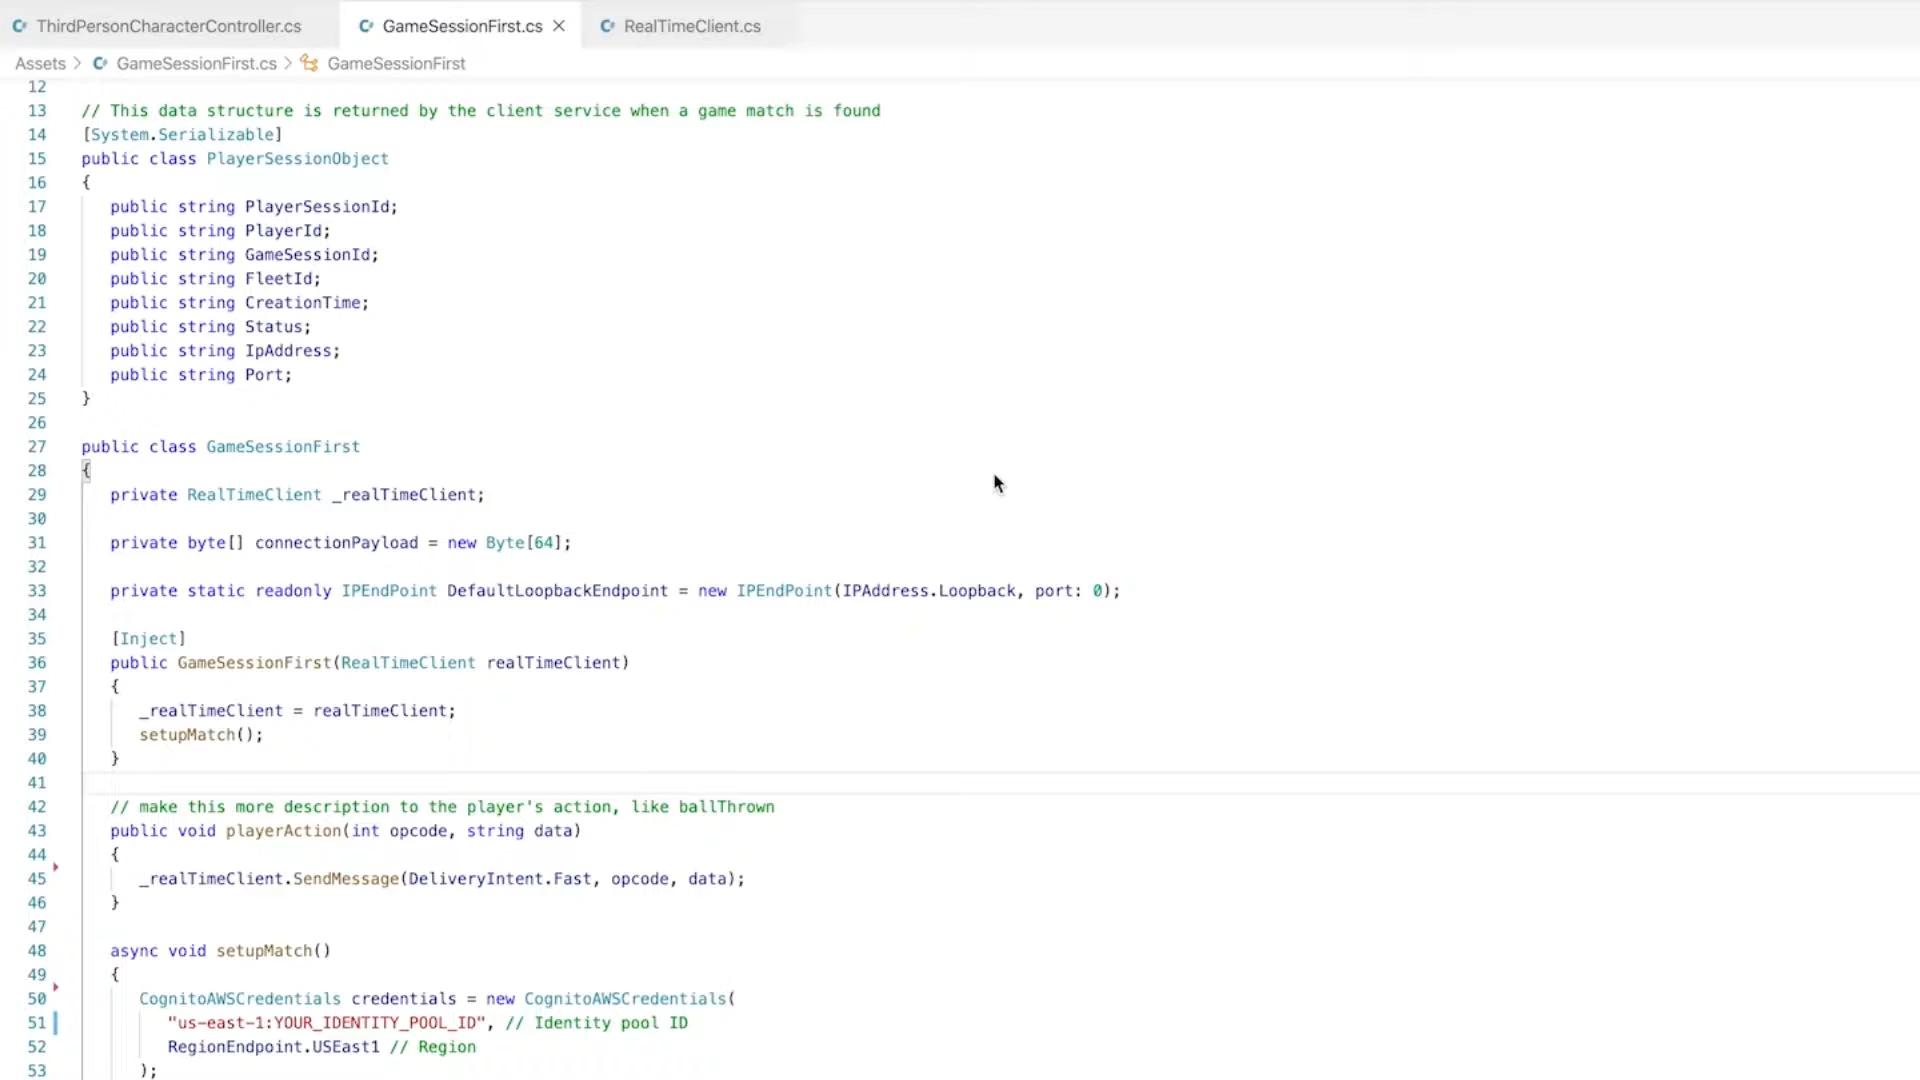 ThirdPersonCharacterController.cs GameSessionFirst.cs RealTimeClient.cs
Assets > GameSessionFirst.cs > GameSessionFirst
12
13 // This data structure is returned by the client service when a game match is found
14 [System.Serializable]
15 public class PlayerSessionObject
16 {
17 public string PlayerSessionId;
18 public string PlayerId;
19 public string GameSessionId;
20 public string FleetId;
21 public string CreationTime;
22 public string Status;
23 public string IpAddress;
24 public string Port;
25 }
26
27 public class GameSessionFirst
28 {
29 private RealTimeClient _realTimeClient;
30
31 private byte[] connectionPayload = new Byte[64];
32
33 private static readonly IPEndPoint DefaultLoopbackEndpoint = new IPEndPoint(IPAddress.Loopback, port: 0);
34
35 [Inject]
36 public GameSessionFirst(RealTimeClient realTimeClient)
37 {
38 _realTimeClient = realTimeClient;
39 setupMatch();
40 }
41
42 // make this more description to the player's action, like ballThrown
43 public void playerAction(int opcode, string data)
44 {
45 _realTimeClient.SendMessage(DeliveryIntent.Fast, opcode, data);
46 }
47
48 async void setupMatch()
49 {
50 CognitoAWSCredentials credentials = new CognitoAWSCredentials(
51 "us-east-1:YOUR_IDENTITY_POOL_ID", // Identity pool ID
52 RegionEndpoint.USEast1 // Region
53 );